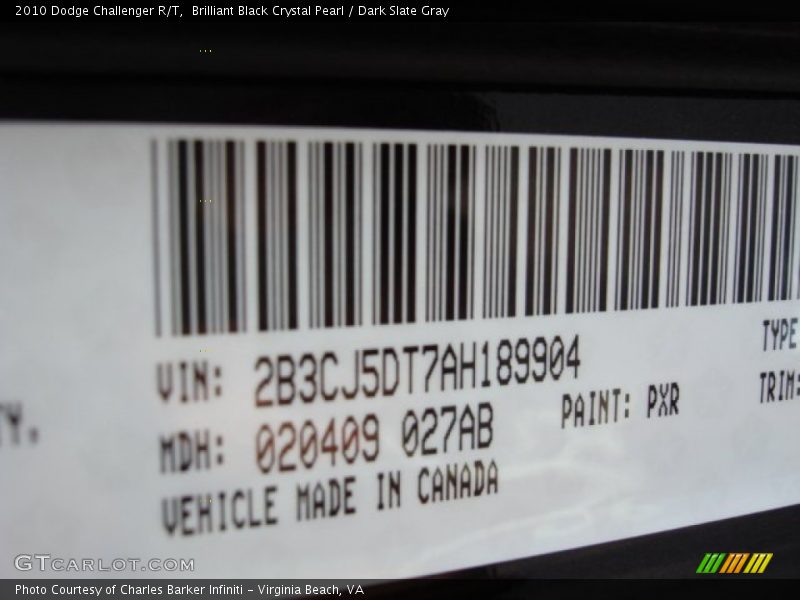 2010 Dodge Challenger R/T,  Brilliant Black Crystal Pearl / Dark Slate Gray
VIN: 2B3CJ5DT7AH189904
TYPE
MDH: 020409 027AB
PAINT: PXR
TRIM:
VEHICLE MADE IN CANADA
GTCARLOT.COM
Photo Courtesy of Charles Barker Infiniti - Virginia Beach, VA